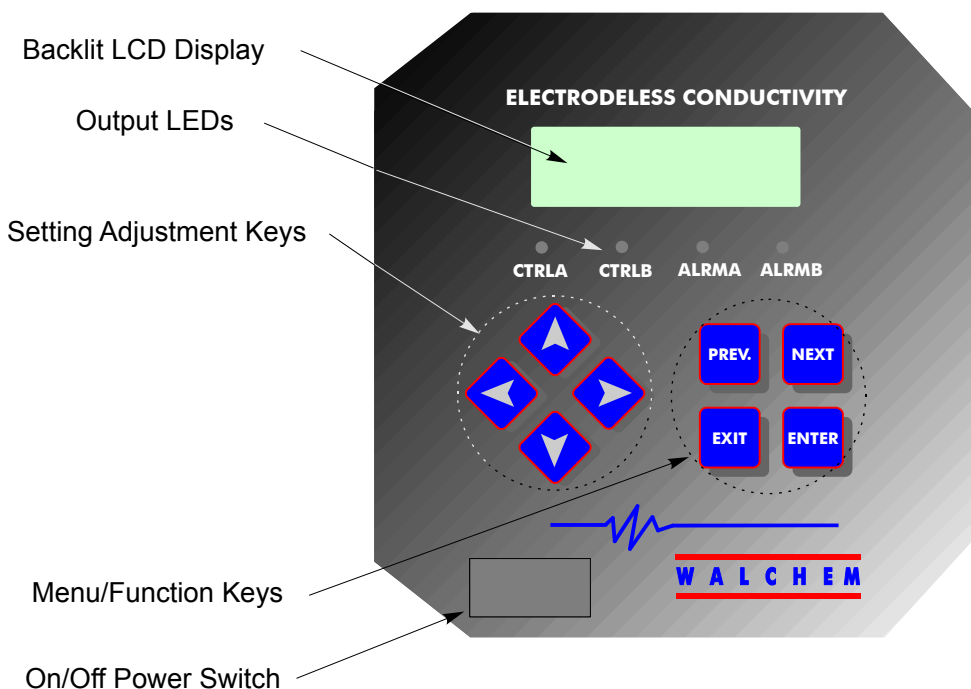 Backlit LCD Display
Output LEDs
Setting Adjustment Keys
Menu/Function Keys
On/Off Power Switch
ELECTRODELESS CONDUCTIVITY
CTRLA CTRLB ALRMA ALRMB
PREV. NEXT
EXIT ENTER
WALCHEM